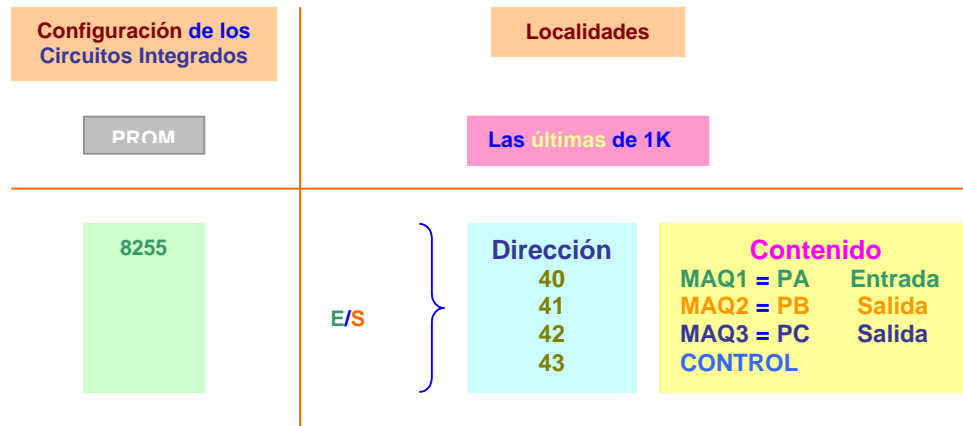 Configuración de los
Circuitos Integrados
Localidades
PROM
Las últimas de 1K
8255
E/S
Dirección
40
41
42
43
Contenido
MAQ1 = PA Entrada
MAQ2 = PB Salida
MAQ3 = PC Salida
CONTROL